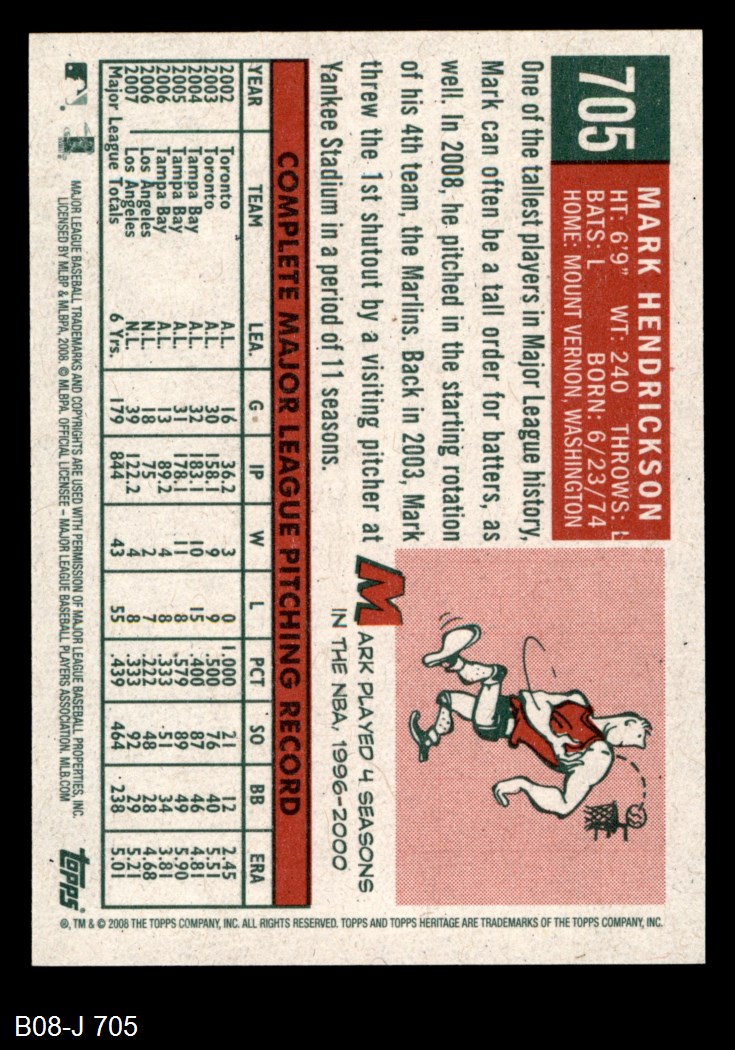 705
MARK HENDRICKSON
HT: 6'9" WT: 240 THROWS: L
BATS: L BORN: 6/23/74
HOME: MOUNT VERNON, WASHINGTON
One of the tallest players in Major League history,
Mark can often be a tall order for batters, as
well. In 2008, he pitched in the starting rotation
of his 4th team, the Marlins. Back in 2003, Mark
threw the 1st shutout by a visiting pitcher at
Yankee Stadium in a period of 11 seasons.
MARK PLAYED 4 SEASONS
IN THE NBA, 1996-2000
COMPLETE MAJOR LEAGUE PITCHING RECORD
YEAR TEAM LEA. G IP W L PCT SO BB ERA
2002 Toronto A.L. 16 36.2 3 0 1.000 21 12 2.45
2003 Toronto A.L. 30 158.1 9 9 .500 76 40 5.51
2004 Tampa Bay A.L. 32 183.1 10 15 .400 87 46 4.81
2005 Tampa Bay A.L. 31 178.1 11 8 .579 89 49 5.90
2006 Tampa Bay A.L. 13 89.2 4 8 .333 51 34 3.81
2006 Los Angeles N.L. 18 75 2 7 .222 48 28 4.68
2007 Los Angeles N.L. 39 122.2 4 8 .333 92 29 5.21
Major League Totals 6 Yrs. 179 844 43 55 .439 464 238 5.01
MAJOR LEAGUE BASEBALL TRADEMARKS AND COPYRIGHTS ARE USED WITH PERMISSION OF MAJOR LEAGUE BASEBALL PROPERTIES, INC.
LICENSED BY MLBP & MLBPA, 2008. © MLBPA. OFFICIAL LICENSEE – MAJOR LEAGUE BASEBALL PLAYERS ASSOCIATION. MLB.COM
topps
®, TM & © 2008 THE TOPPS COMPANY, INC. ALL RIGHTS RESERVED. TOPPS AND TOPPS HERITAGE ARE TRADEMARKS OF THE TOPPS COMPANY, INC.
B08-J 705